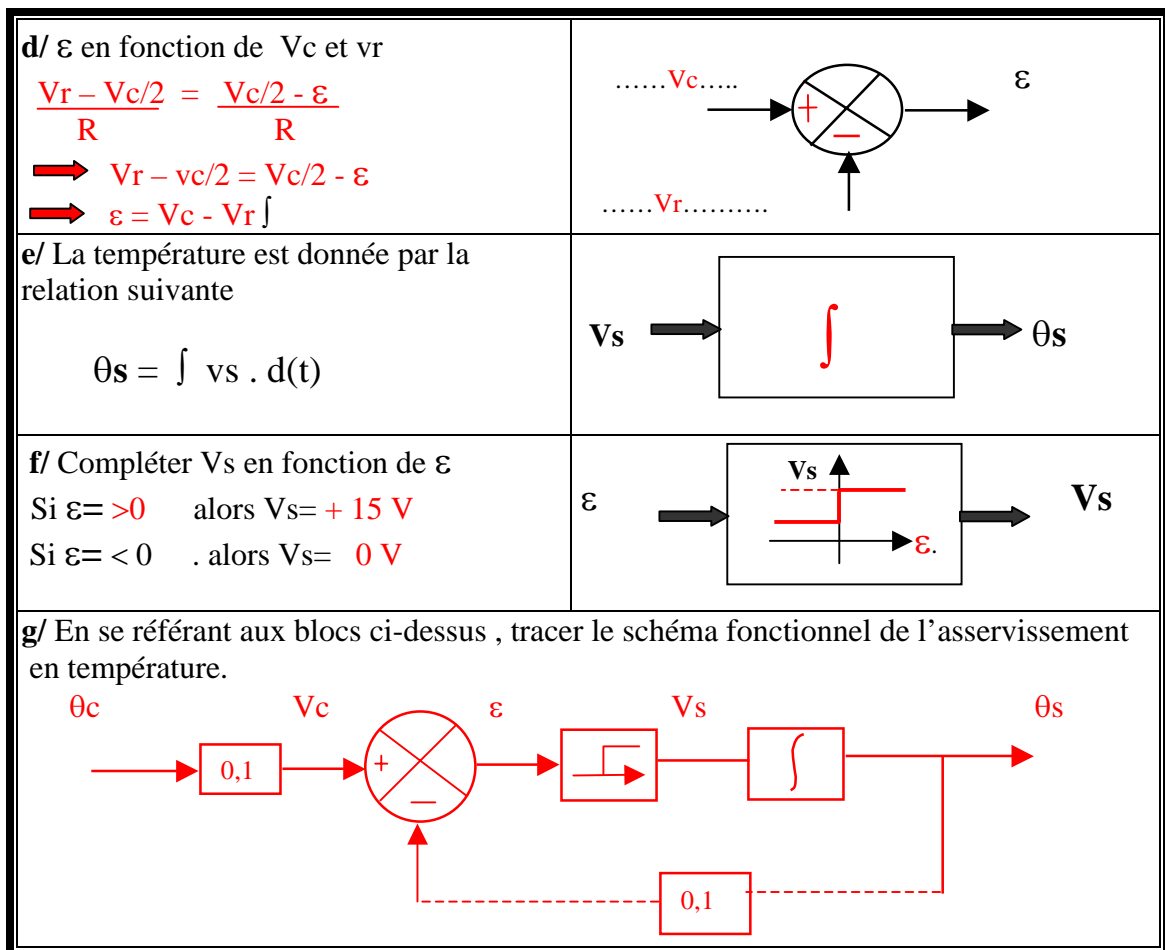 d/ ε en fonction de Vc et vr
Vr – Vc/2 = Vc/2 - ε
R R
Vr – vc/2 = Vc/2 - ε
ε = Vc - Vr ∫
……Vc…..
+
−
ε
……Vr……….
e/ La température est donnée par la
relation suivante
θs = ∫ vs . d(t)
Vs ∫ θs
f/ Compléter Vs en fonction de ε
Si ε= >0 alors Vs= + 15 V
Si ε= < 0 . alors Vs= 0 V
Vs
ε Vs
ε.
g/ En se référant aux blocs ci-dessus , tracer le schéma fonctionnel de l’asservissement
en température.
θc Vc ε Vs θs
0,1 + ∫
−
0,1